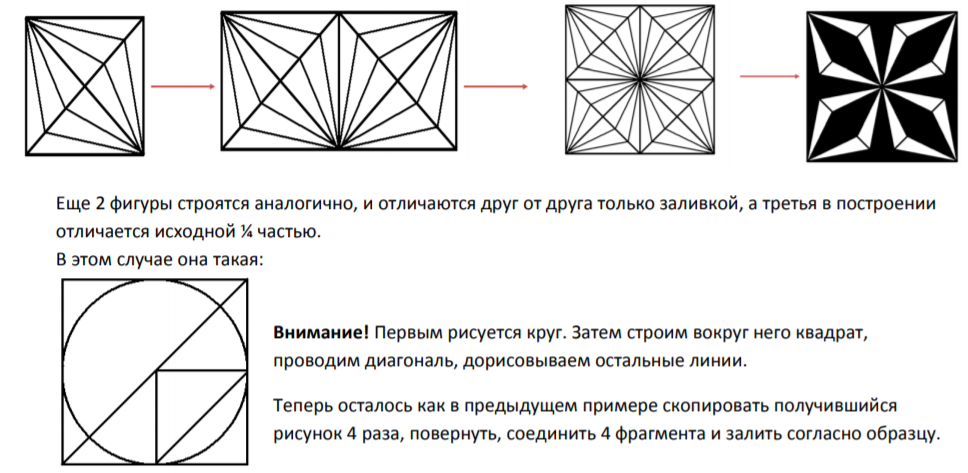 Еще 2 фигуры строятся аналогично, и отличаются друг от друга только заливкой, а третья в построении
отличается исходной ¼ частью.
В этом случае она такая:
Внимание! Первым рисуется круг. Затем строим вокруг него квадрат,
проводим диагональ, дорисовываем остальные линии.
Теперь осталось как в предыдущем примере скопировать получившийся
рисунок 4 раза, повернуть, соединить 4 фрагмента и залить согласно образцу.